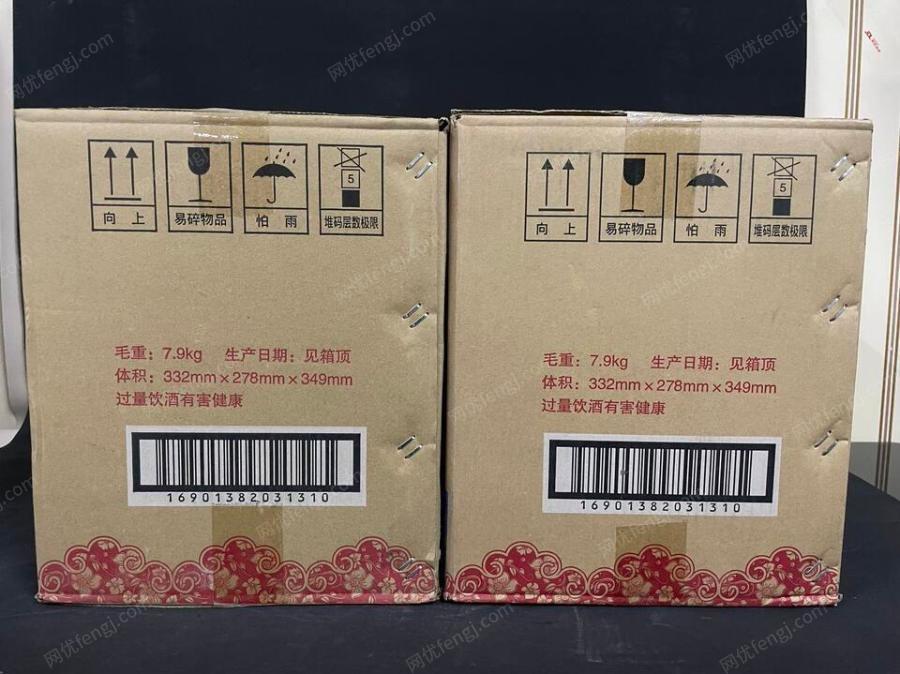 向 上
易碎物品
怕 雨
5
堆码层数极限
毛重：7.9kg 生产日期：见箱顶
体积：332mm×278mm×349mm
过量饮酒有害健康
16901382031310
向 上
易碎物品
怕 雨
5
堆码层数极限
毛重：7.9kg 生产日期：见箱顶
体积：332mm×278mm×349mm
过量饮酒有害健康
16901382031310
网优fengj.com